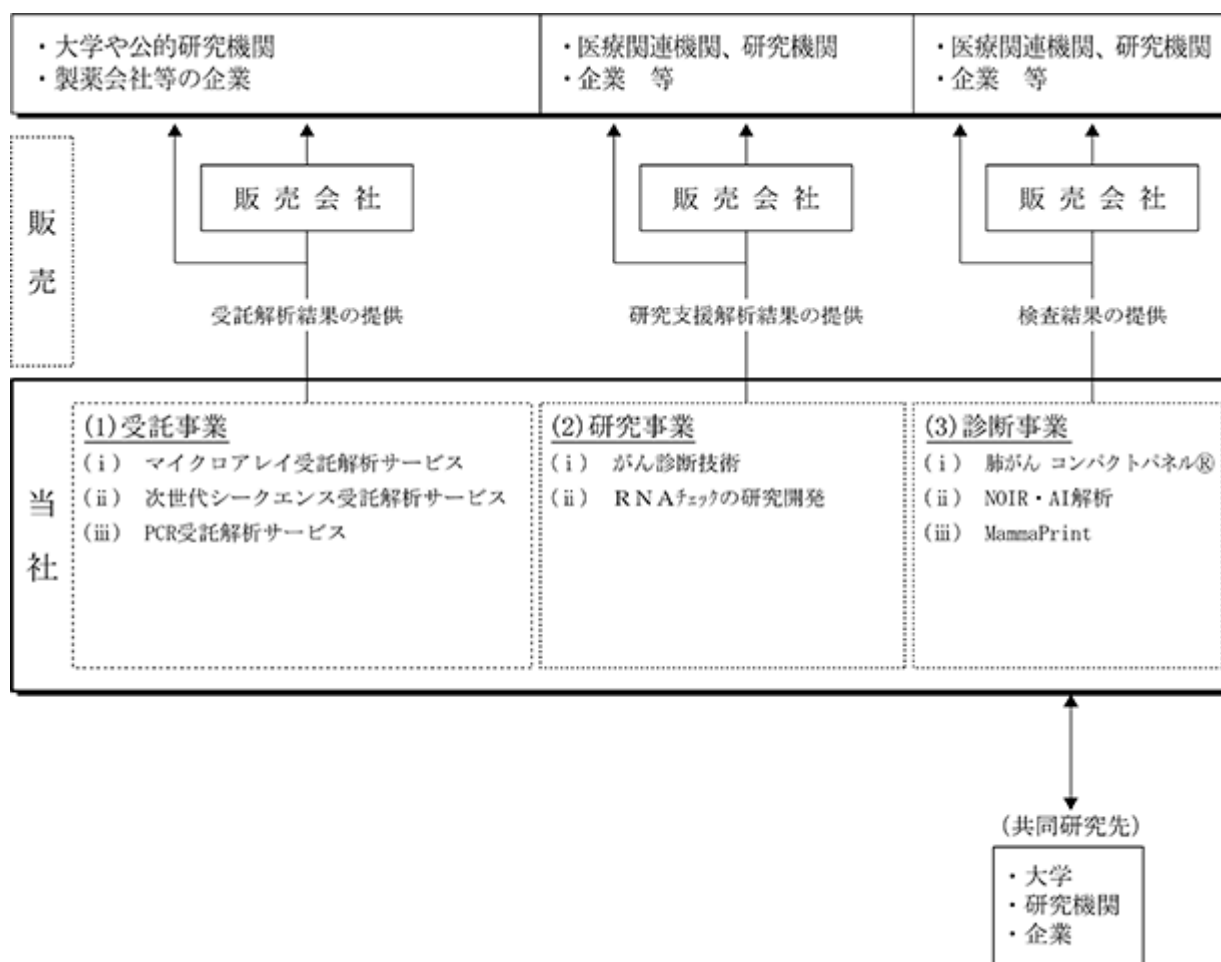 ・大学や公的研究機関
・製薬会社等の企業
・医療関連機関、研究機関
・企業　等
・医療関連機関、研究機関
・企業　等
販売
販売会社
販売会社
販売会社
受託解析結果の提供
研究支援解析結果の提供
検査結果の提供
当社
(1)受託事業
(ⅰ)　マイクロアレイ受託解析サービス
(ⅱ)　次世代シークエンス受託解析サービス
(ⅲ)　PCR受託解析サービス
(2)研究事業
(ⅰ)　がん診断技術
(ⅱ)　ＲＮＡﾁｪｯｸの研究開発
(3)診断事業
(ⅰ)　肺がん コンパクトパネル®
(ⅱ)　NOIR・AI解析
(ⅲ)　MammaPrint
(共同研究先)
・大学
・研究機関
・企業